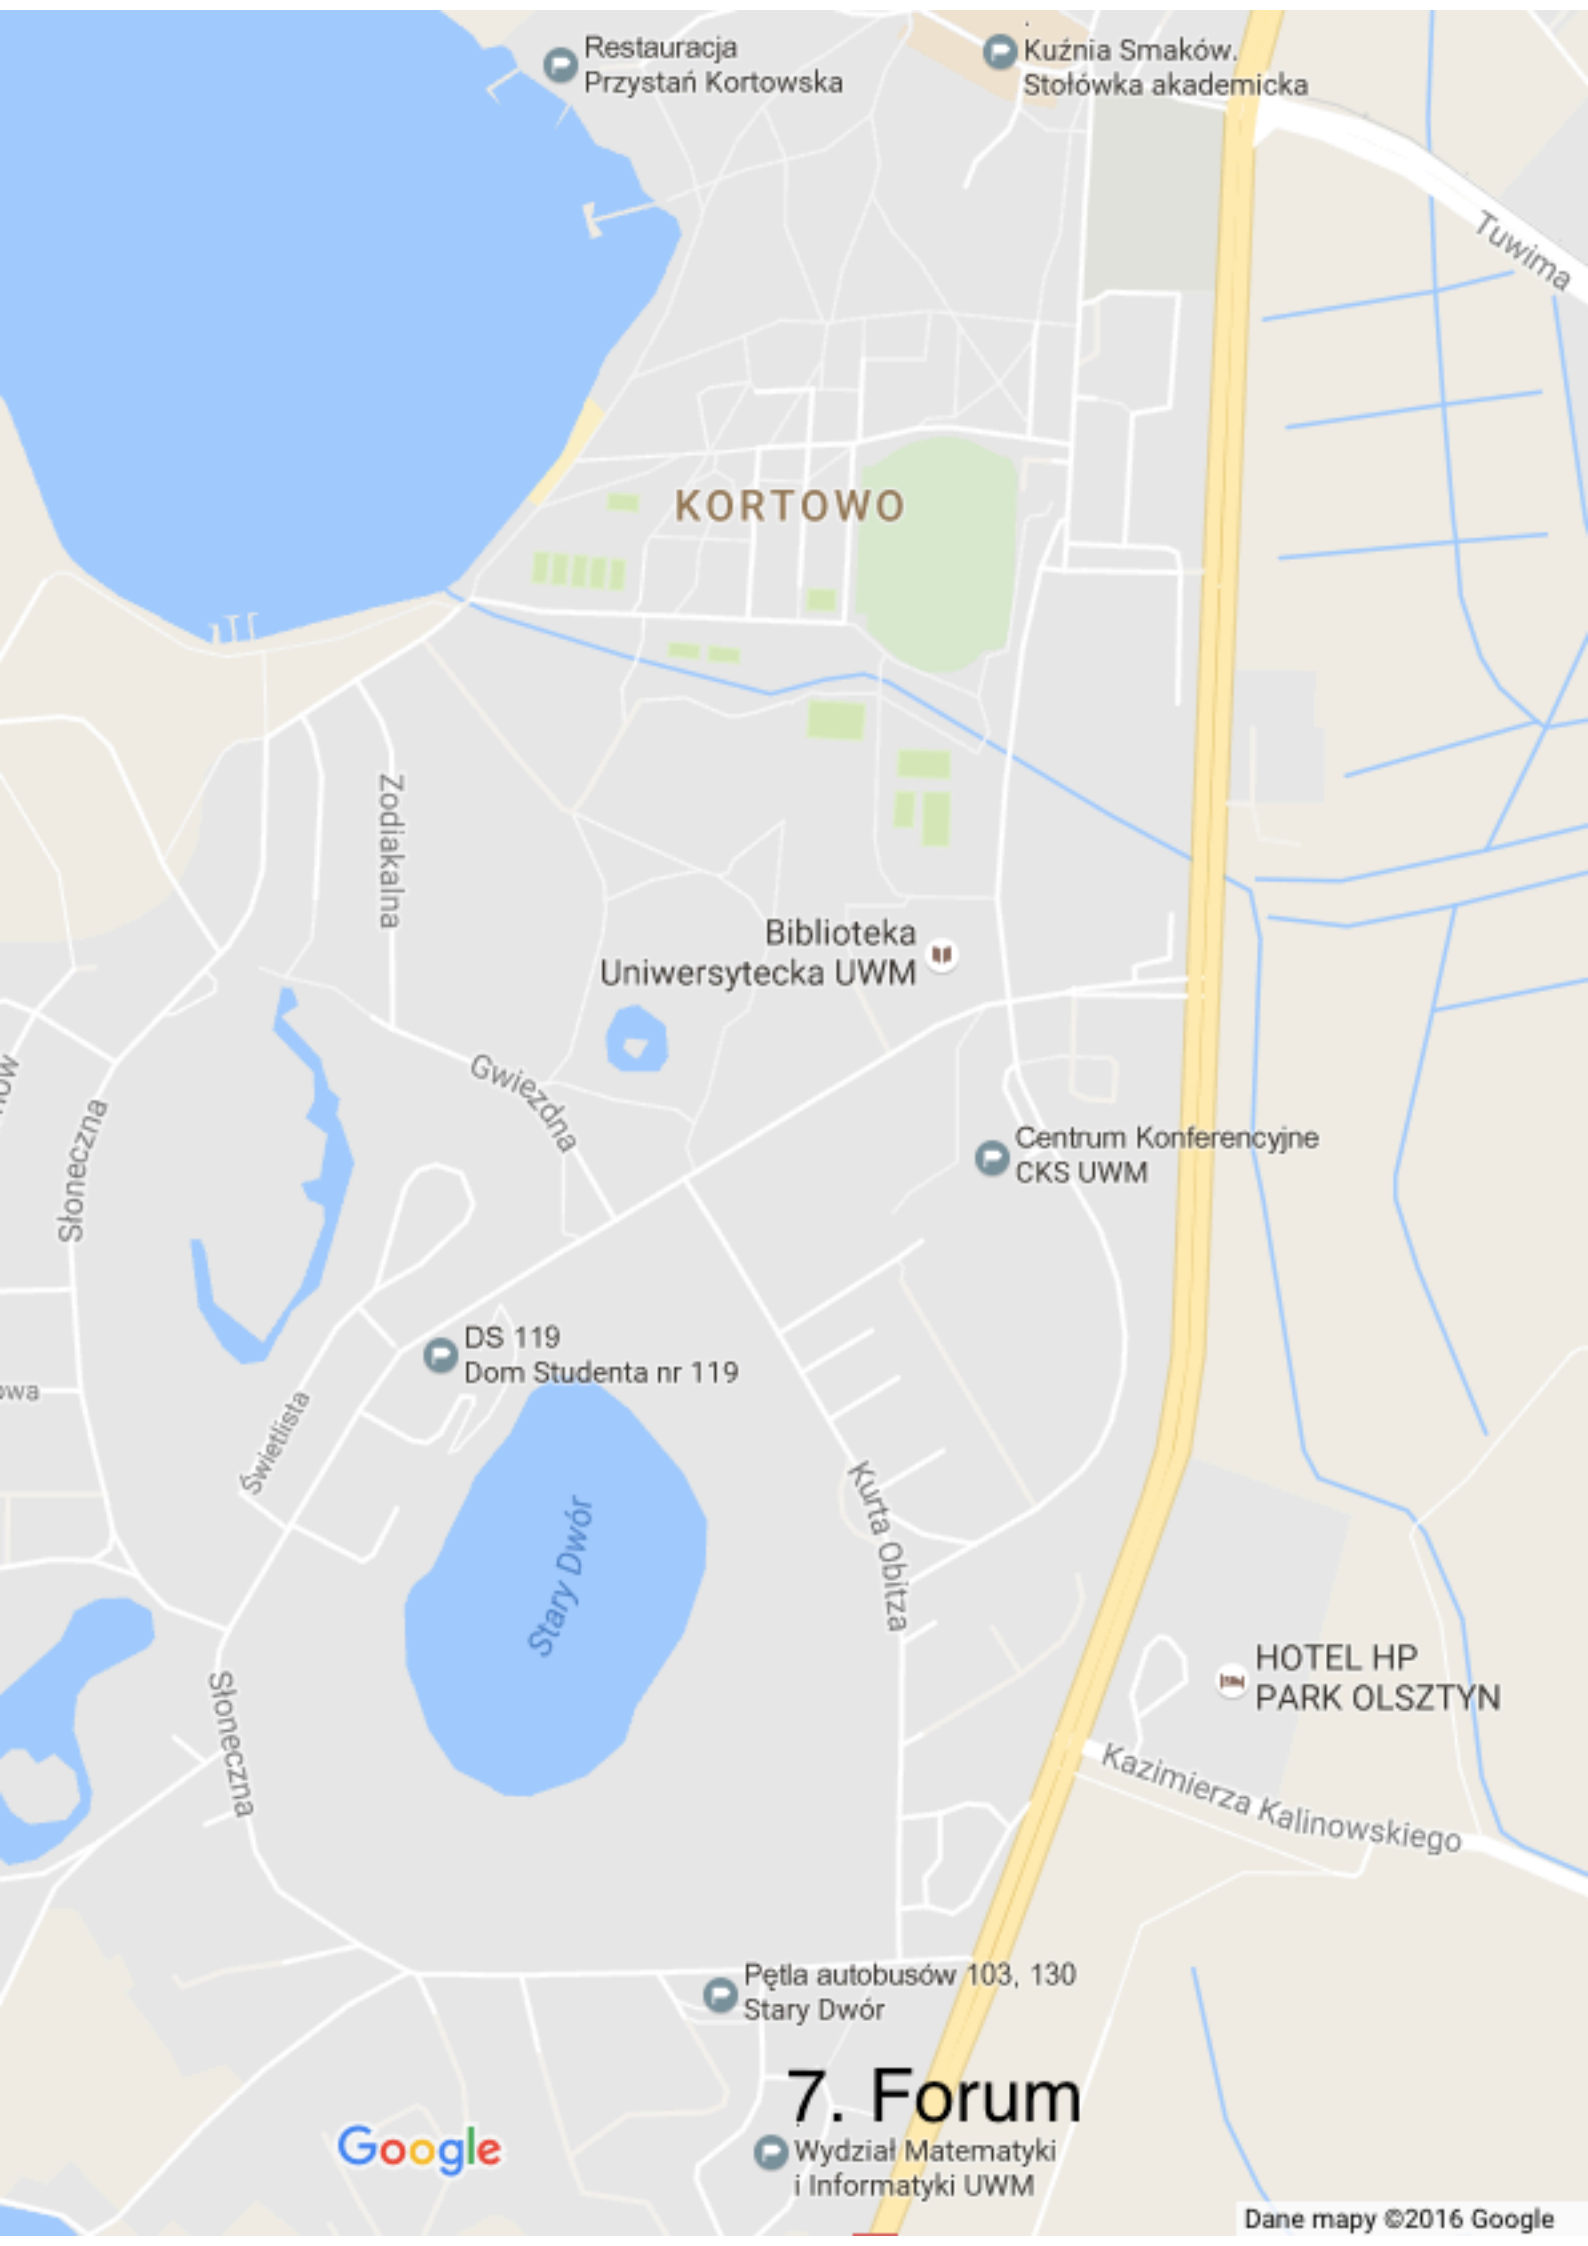 Restauracja
Przystań Kortowska
Kuźnia Smaków.
Stołówka akademicka
Tuwima
KORTOWO
Zodiakalna
Biblioteka
Uniwersytecka UWM
Gwiezdna
Słoneczna
Centrum Konferencyjne
CKS UWM
DS 119
Dom Studenta nr 119
Świetlista
Kurta Obitza
Stary Dwór
HOTEL HP
PARK OLSZTYN
Słoneczna
Kazimierza Kalinowskiego
Pętla autobusów 103, 130
Stary Dwór
7. Forum
Google
Wydział Matematyki
i Informatyki UWM
Dane mapy ©2016 Google